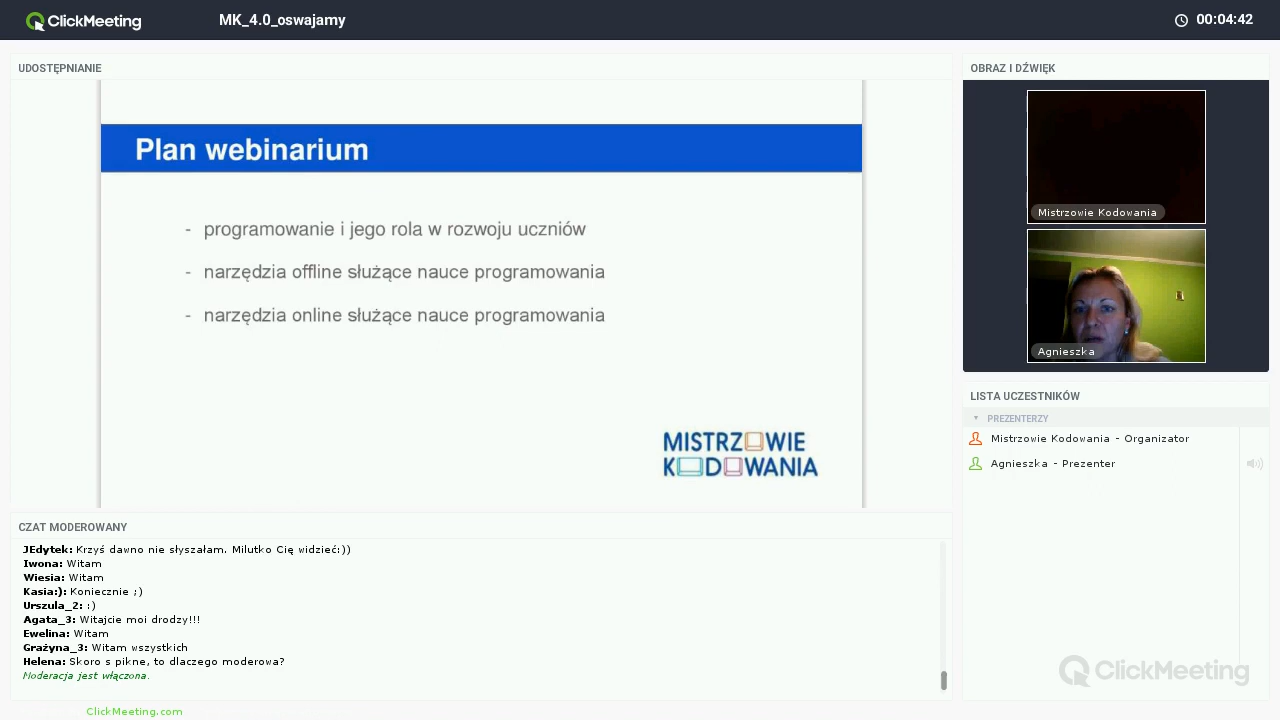 ClickMeeting
MK_4.0_oswajamy
00:04:42
UDOSTĘPNIANIE
Plan webinarium
- programowanie i jego rola w rozwoju uczniów
- narzędzia offline służące nauce programowania
- narzędzia online służące nauce programowania
MISTRZOWIE
KODOWANIA
OBRAZ I DŹWIĘK
Mistrzowie Kodowania
Agnieszka
LISTA UCZESTNIKÓW
PREZENTERZY
Mistrzowie Kodowania - Organizator
Agnieszka - Prezenter
CZAT MODEROWANY
JEdytek: Krzyś dawno nie słyszałam. Milutko Cię widzieć:))
Iwona: Witam
Wiesia: Witam
Kasia:): Koniecznie ;)
Urszula_2: :)
Agata_3: Witajcie moi drodzy!!!
Ewelina: Witam
Grażyna_3: Witam wszystkich
Helena: Skoro s pikne, to dlaczego moderowa?
Moderacja jest włączona.
ClickMeeting
ClickMeeting.com